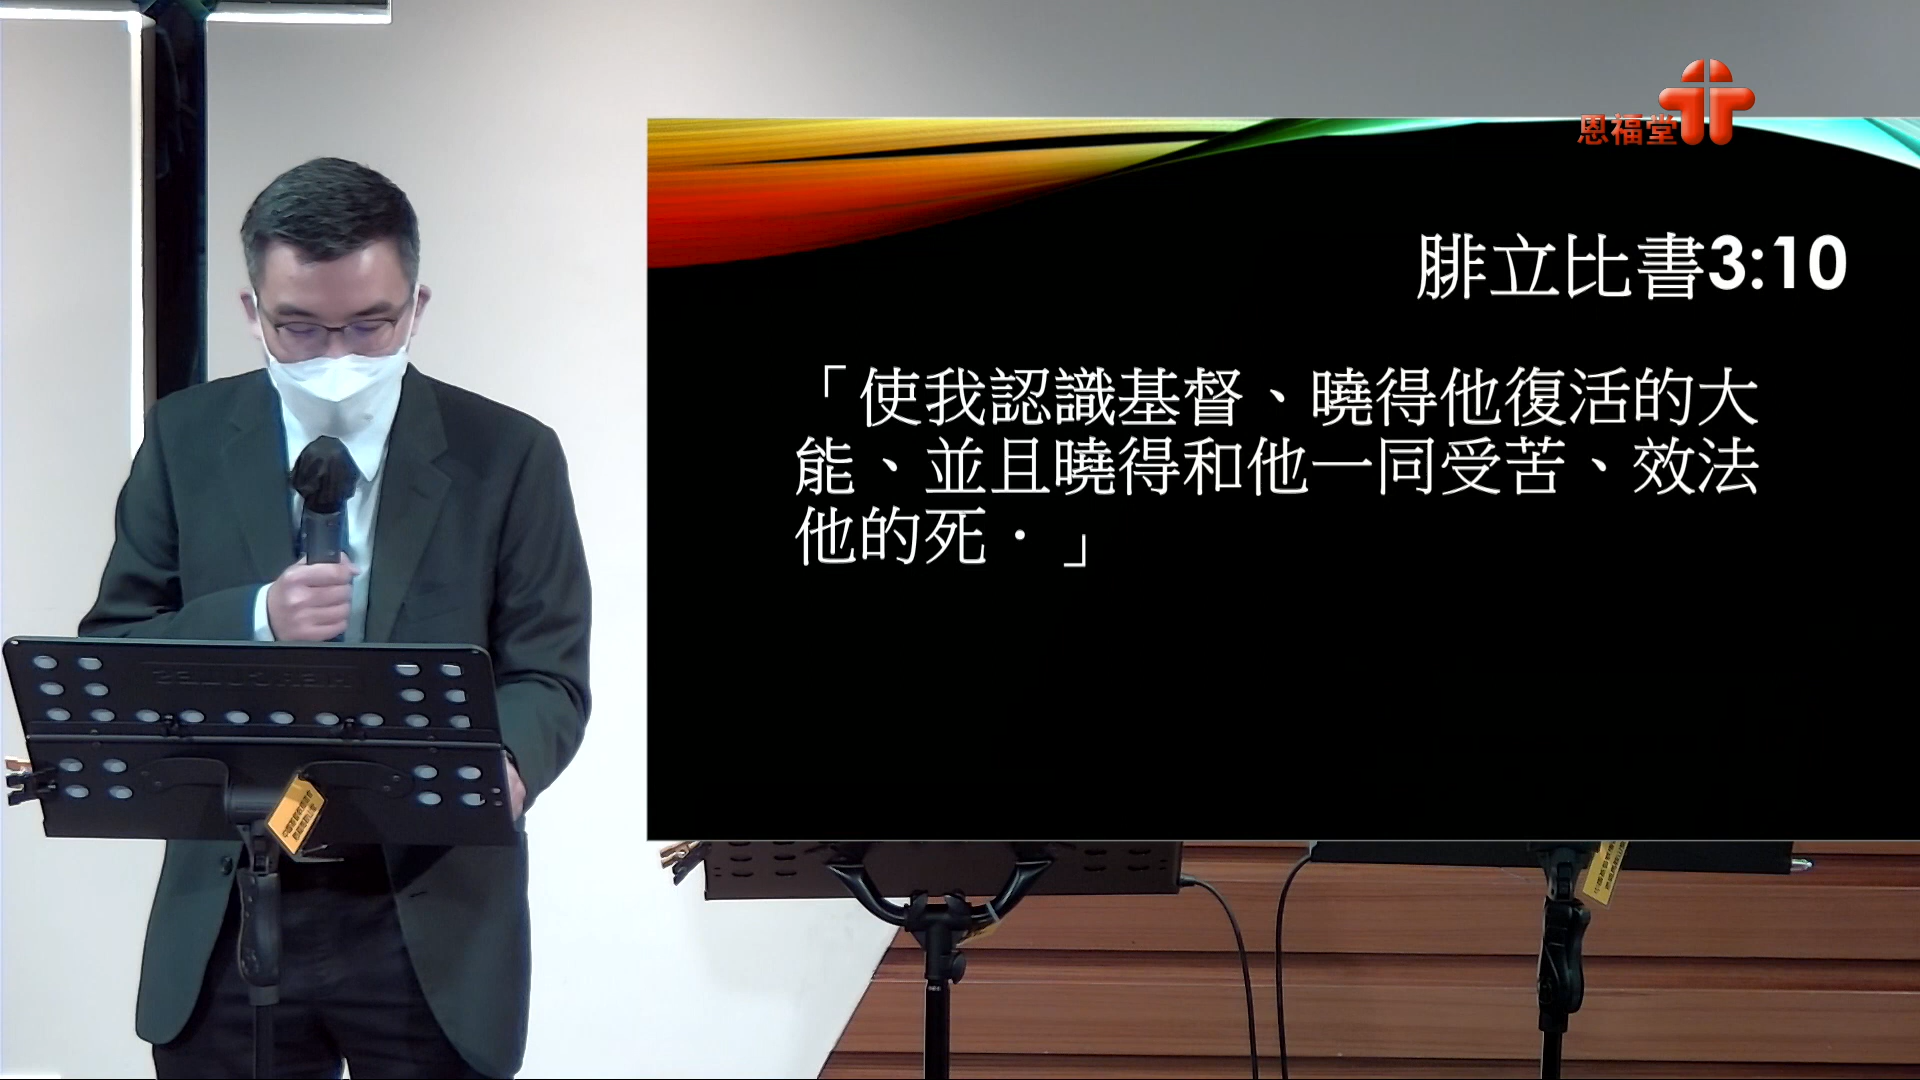 恩福堂
腓立比書3:10
「使我認識基督、曉得他復活的大
能、並且曉得和他一同受苦、效法
他的死．」